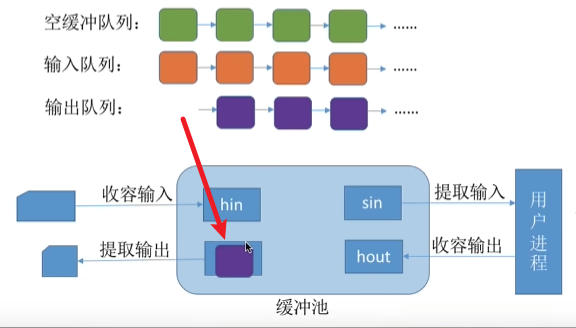 空缓冲队列:
......
输入队列:
......
输出队列:
......
收容输入
hin
sin
提取输入
提取输出
hout
收容输出
用户进程
缓冲池